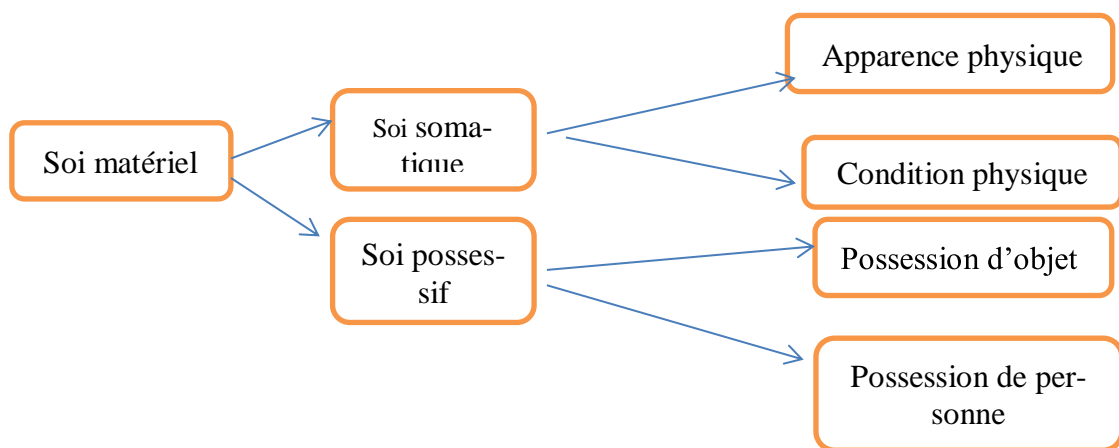 Apparence physique
Soi soma-
tique
Soi matériel
Condition physique
Soi posses-
sif
Possession d’objet
Possession de per-
sonne